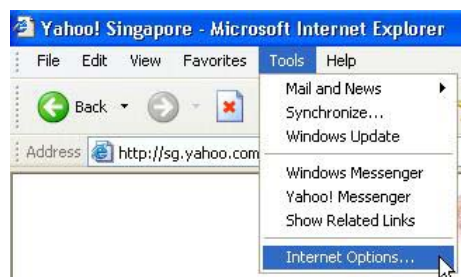 Yahoo! Singapore - Microsoft Internet Explorer
File Edit View Favorites Tools Help
Back
Mail and News
Synchronize...
Windows Update
Address http://sg.yahoo.com
Windows Messenger
Yahoo! Messenger
Show Related Links
Internet Options...